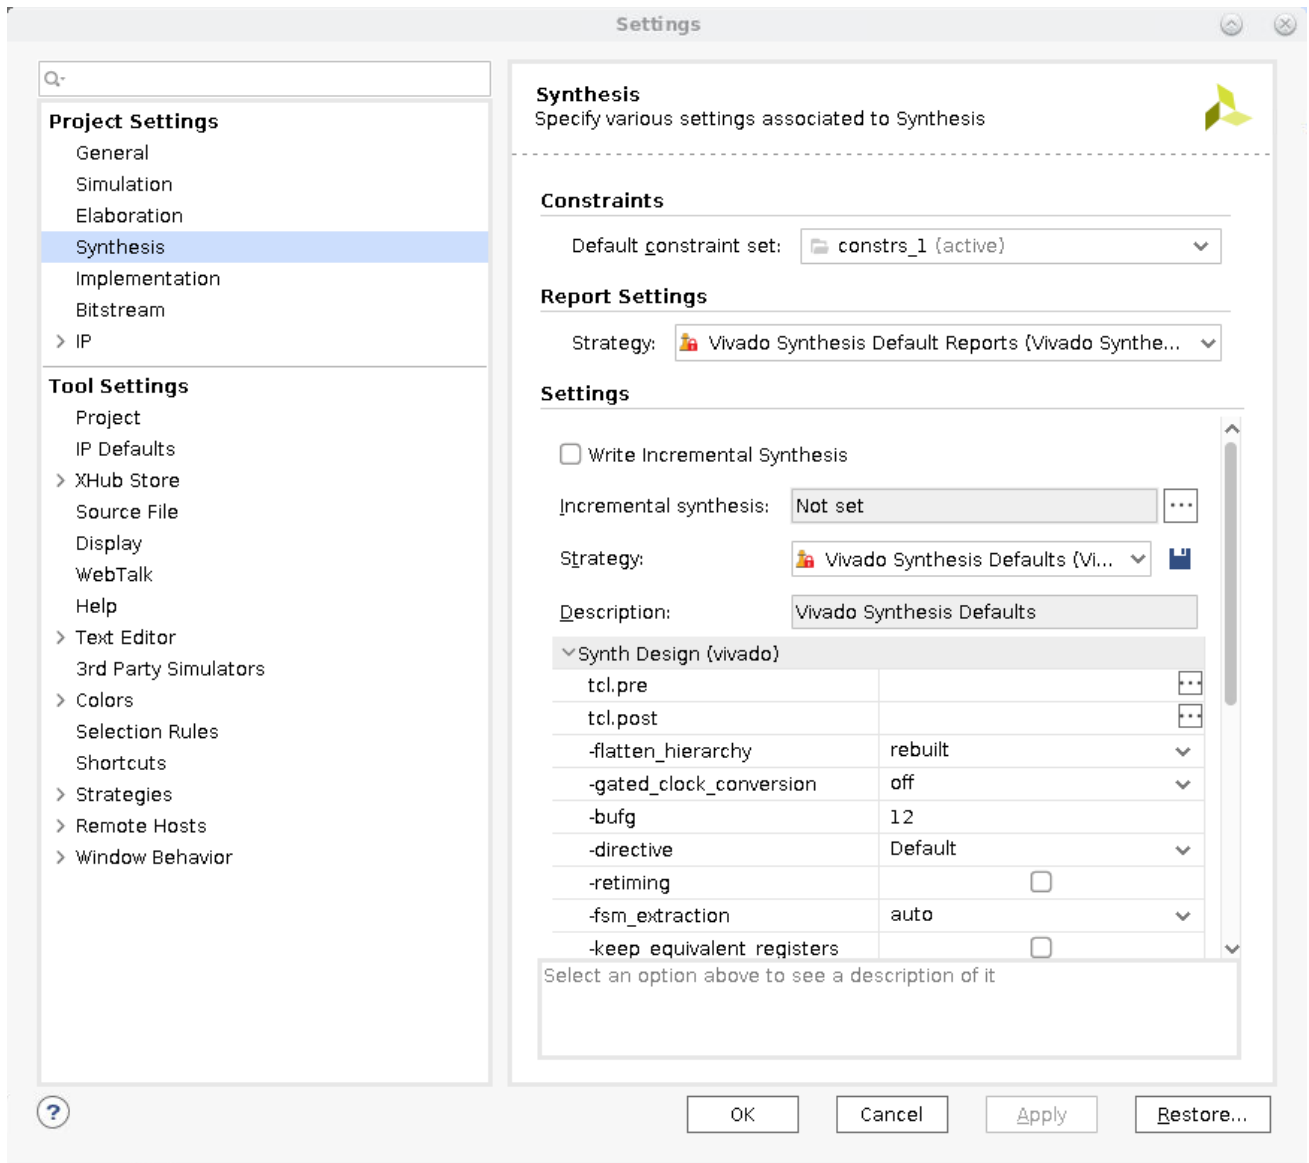 Settings
Project Settings
General
Simulation
Elaboration
Synthesis
Implementation
Bitstream
IP
Tool Settings
Project
IP Defaults
XHub Store
Source File
Display
WebTalk
Help
Text Editor
3rd Party Simulators
Colors
Selection Rules
Shortcuts
Strategies
Remote Hosts
Window Behavior
Synthesis
Specify various settings associated to Synthesis
Constraints
Default constraint set: constrs_1 (active)
Report Settings
Strategy: Vivado Synthesis Default Reports (Vivado Synthe...
Settings
Write Incremental Synthesis
Incremental synthesis: Not set ...
Strategy: Vivado Synthesis Defaults (Vi...
Description: Vivado Synthesis Defaults
Synth Design (vivado)
tcl.pre ...
tcl.post ...
-flatten_hierarchy rebuilt
-gated_clock_conversion off
-bufg 12
-directive Default
-retiming
-fsm_extraction auto
-keep_equivalent_registers
Select an option above to see a description of it
? OK Cancel Apply Restore...